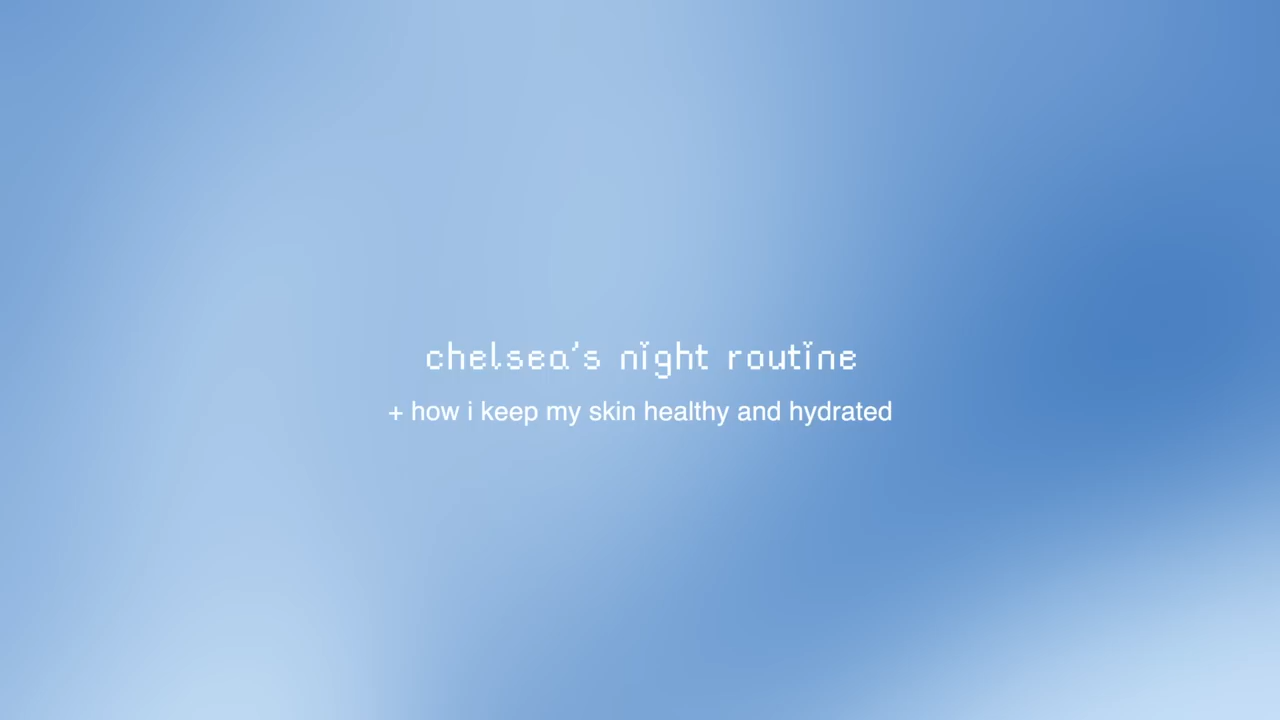 chelsea's night routine
+ how i keep my skin healthy and hydrated